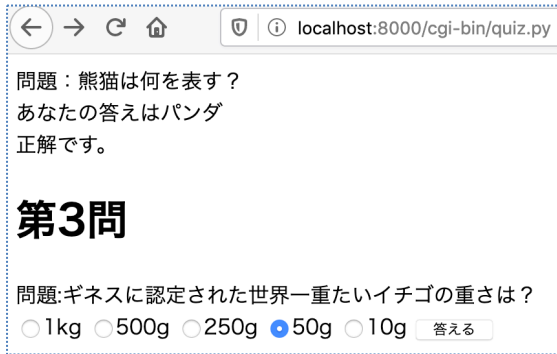 localhost:8000/cgi-bin/quiz.py
問題：熊猫は何を表す？
あなたの答えはパンダ
正解です。
第3問
問題:ギネスに認定された世界一重たいイチゴの重さは？
1kg 500g 250g 50g 10g 答える